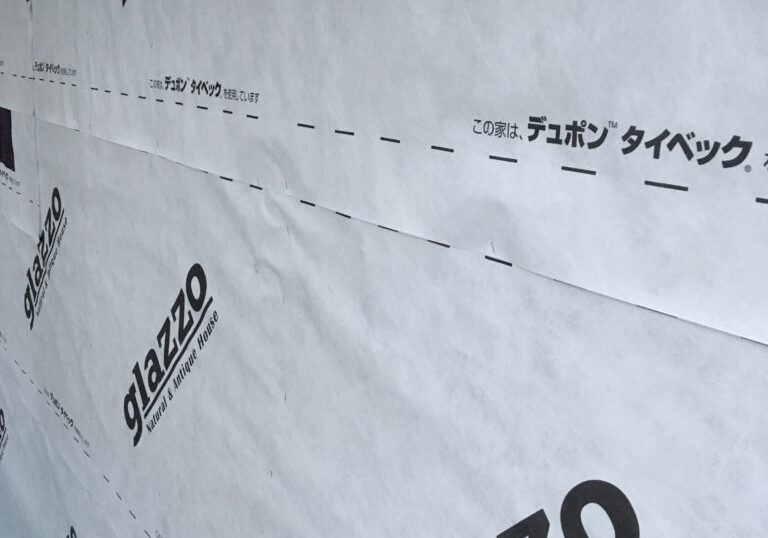 この家は、デュポン™ タイベック®を使用しています
この家は、デュポン™ タイベック®
glazzo
Natural & Antique House
glazzo
Natural & Antique House